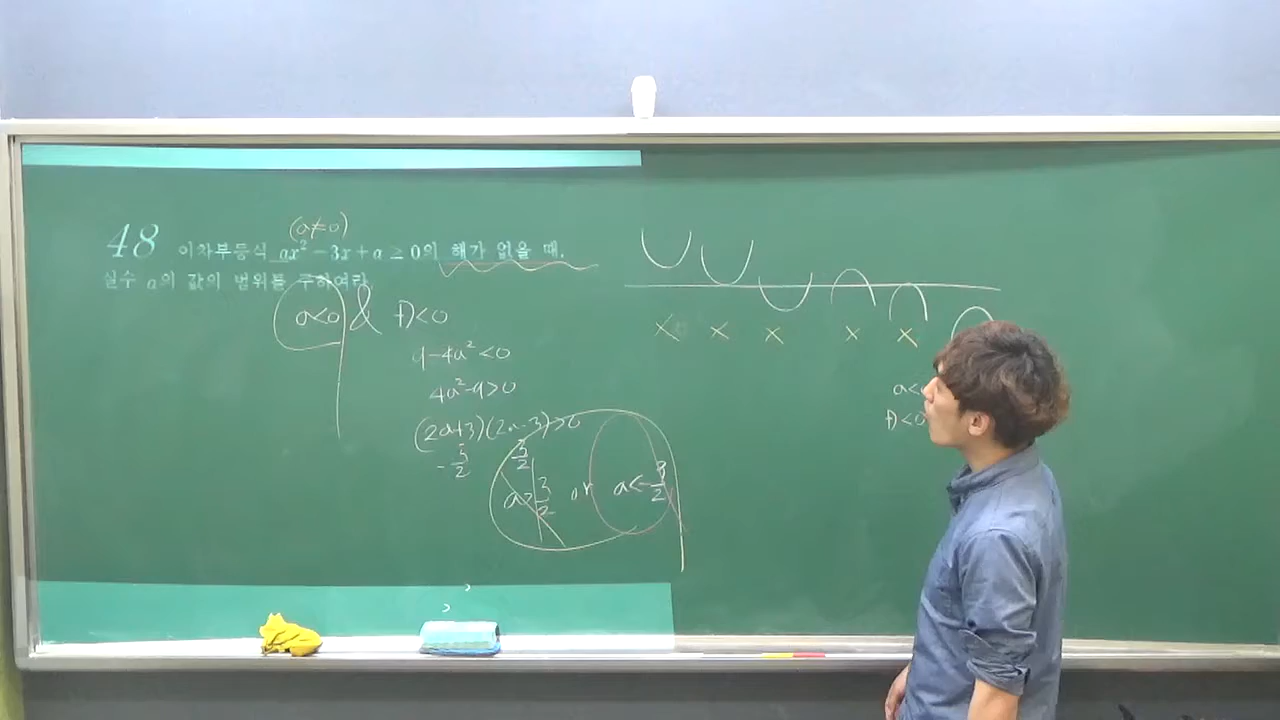 (a≠0)
48 이차부등식 ax² - 3x + a ≥ 0의 해가 없을 때,
실수 a의 값의 범위를 구하여라.
a<0 & D<0
9-4a²<0
4a²-9>0
(2a+3)(2a-3)>0
-3/2 3/2
a>3/2 or a<-3/2
x x x x x
a<
D<0